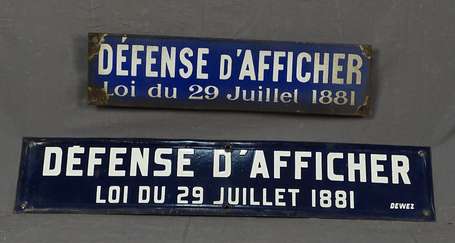 DÉFENSE D'AFFICHER
Loi du 29 Juillet 1881
DÉFENSE D'AFFICHER
LOI DU 29 JUILLET 1881
DEWEZ